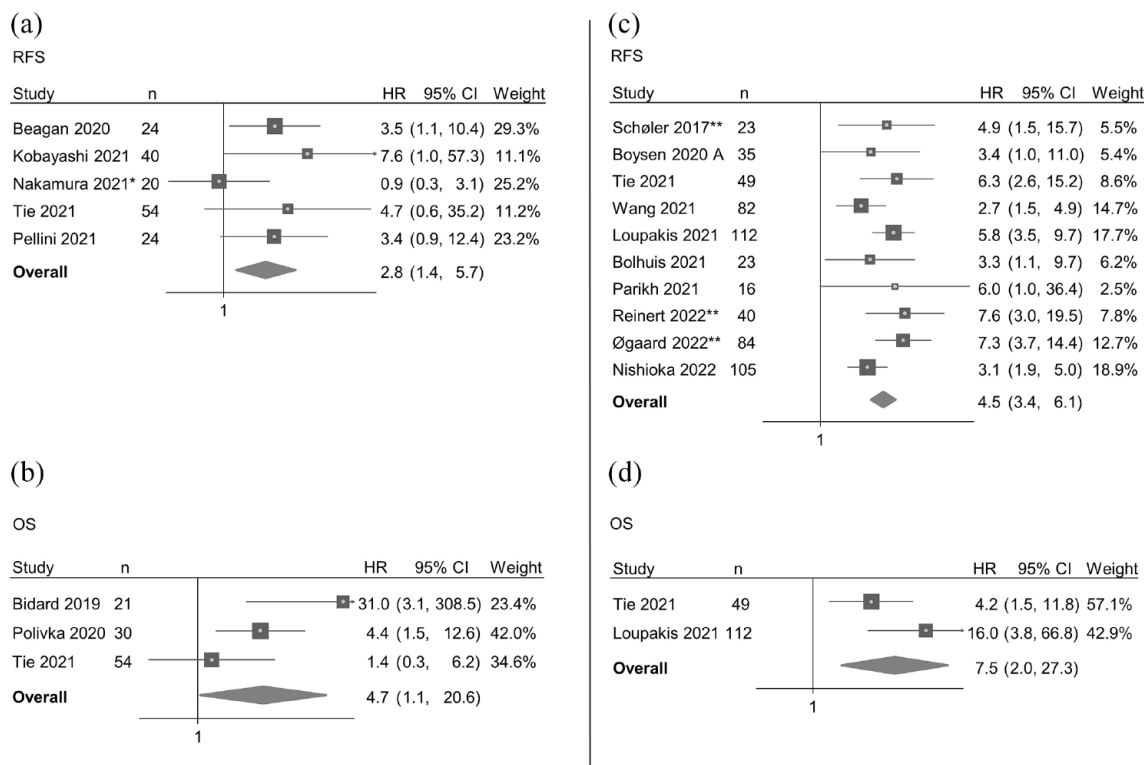 (a)
RFS
Study n HR 95% CI Weight
Beagan 2020 24 3.5 (1.1, 10.4) 29.3%
Kobayashi 2021 40 7.6 (1.0, 57.3) 11.1%
Nakamura 2021* 20 0.9 (0.3, 3.1) 25.2%
Tie 2021 54 4.7 (0.6, 35.2) 11.2%
Pellini 2021 24 3.4 (0.9, 12.4) 23.2%
Overall 2.8 (1.4, 5.7)
1
(b)
OS
Study n HR 95% CI Weight
Bidard 2019 21 31.0 (3.1, 308.5) 23.4%
Polivka 2020 30 4.4 (1.5, 12.6) 42.0%
Tie 2021 54 1.4 (0.3, 6.2) 34.6%
Overall 4.7 (1.1, 20.6)
1
(c)
RFS
Study n HR 95% CI Weight
Schøler 2017** 23 4.9 (1.5, 15.7) 5.5%
Boysen 2020 A 35 3.4 (1.0, 11.0) 5.4%
Tie 2021 49 6.3 (2.6, 15.2) 8.6%
Wang 2021 82 2.7 (1.5, 4.9) 14.7%
Loupakis 2021 112 5.8 (3.5, 9.7) 17.7%
Bolhuis 2021 23 3.3 (1.1, 9.7) 6.2%
Parikh 2021 16 6.0 (1.0, 36.4) 2.5%
Reinert 2022** 40 7.6 (3.0, 19.5) 7.8%
Øgaard 2022** 84 7.3 (3.7, 14.4) 12.7%
Nishioka 2022 105 3.1 (1.9, 5.0) 18.9%
Overall 4.5 (3.4, 6.1)
1
(d)
OS
Study n HR 95% CI Weight
Tie 2021 49 4.2 (1.5, 11.8) 57.1%
Loupakis 2021 112 16.0 (3.8, 66.8) 42.9%
Overall 7.5 (2.0, 27.3)
1